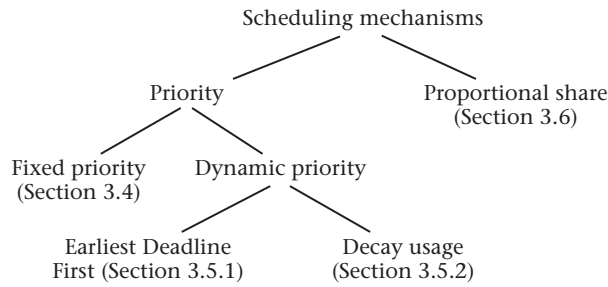 Scheduling mechanisms
Priority
Proportional share
(Section 3.6)
Fixed priority
(Section 3.4)
Dynamic priority
Earliest Deadline
First (Section 3.5.1)
Decay usage
(Section 3.5.2)